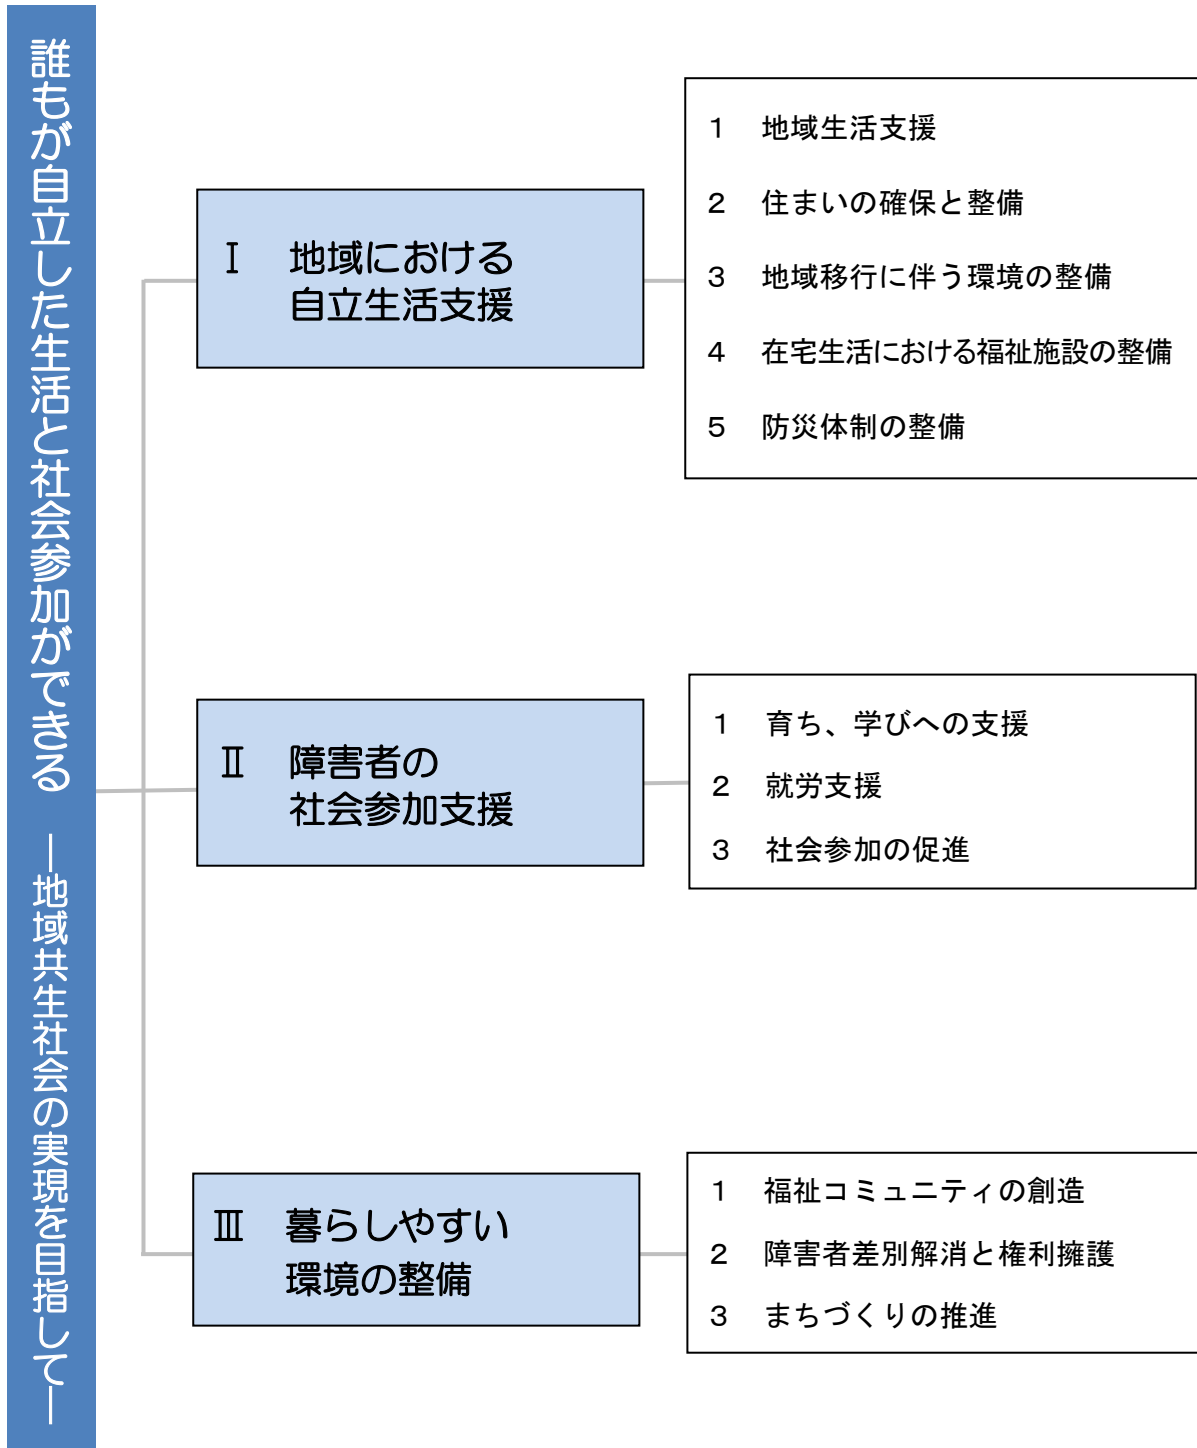 誰もが自立した生活と社会参加ができる ―地域共生社会の実現を目指して―
Ⅰ 地域における
自立生活支援
1 地域生活支援
2 住まいの確保と整備
3 地域移行に伴う環境の整備
4 在宅生活における福祉施設の整備
5 防災体制の整備
Ⅱ 障害者の
社会参加支援
1 育ち、学びへの支援
2 就労支援
3 社会参加の促進
Ⅲ 暮らしやすい
環境の整備
1 福祉コミュニティの創造
2 障害者差別解消と権利擁護
3 まちづくりの推進